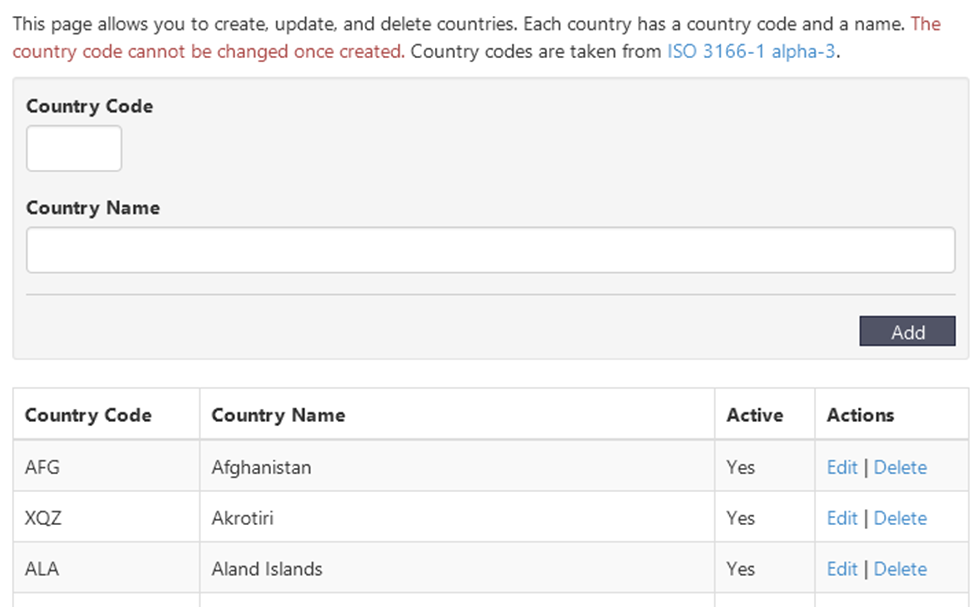 This page allows you to create, update, and delete countries. Each country has a country code and a name. The
country code cannot be changed once created. Country codes are taken from ISO 3166-1 alpha-3.
Country Code
Country Name
Add
Country Code Country Name Active Actions
AFG Afghanistan Yes Edit | Delete
XQZ Akrotiri Yes Edit | Delete
ALA Aland Islands Yes Edit | Delete